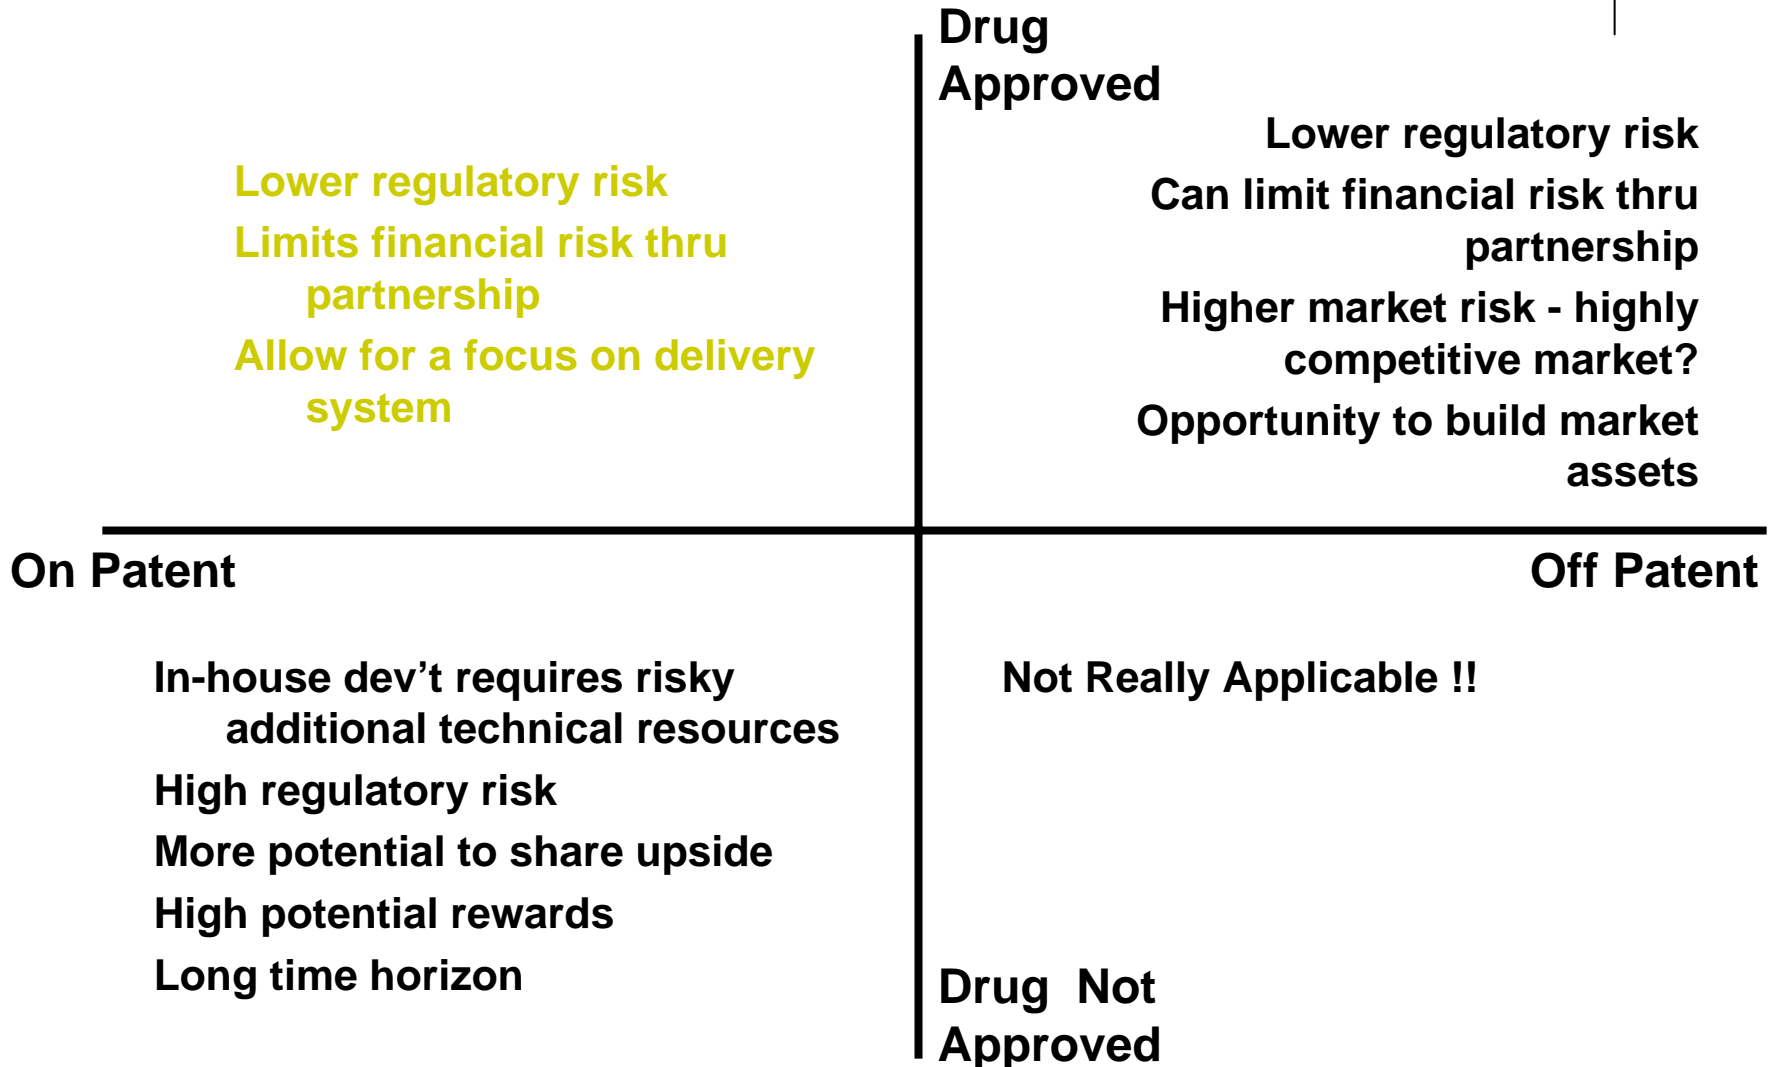 Drug
Approved
Lower regulatory risk
Limits financial risk thru
partnership
Allow for a focus on delivery
system
Lower regulatory risk
Can limit financial risk thru
partnership
Higher market risk - highly
competitive market?
Opportunity to build market
assets
On Patent
Off Patent
In-house dev’t requires risky
additional technical resources
High regulatory risk
More potential to share upside
High potential rewards
Long time horizon
Not Really Applicable !!
Drug Not
Approved